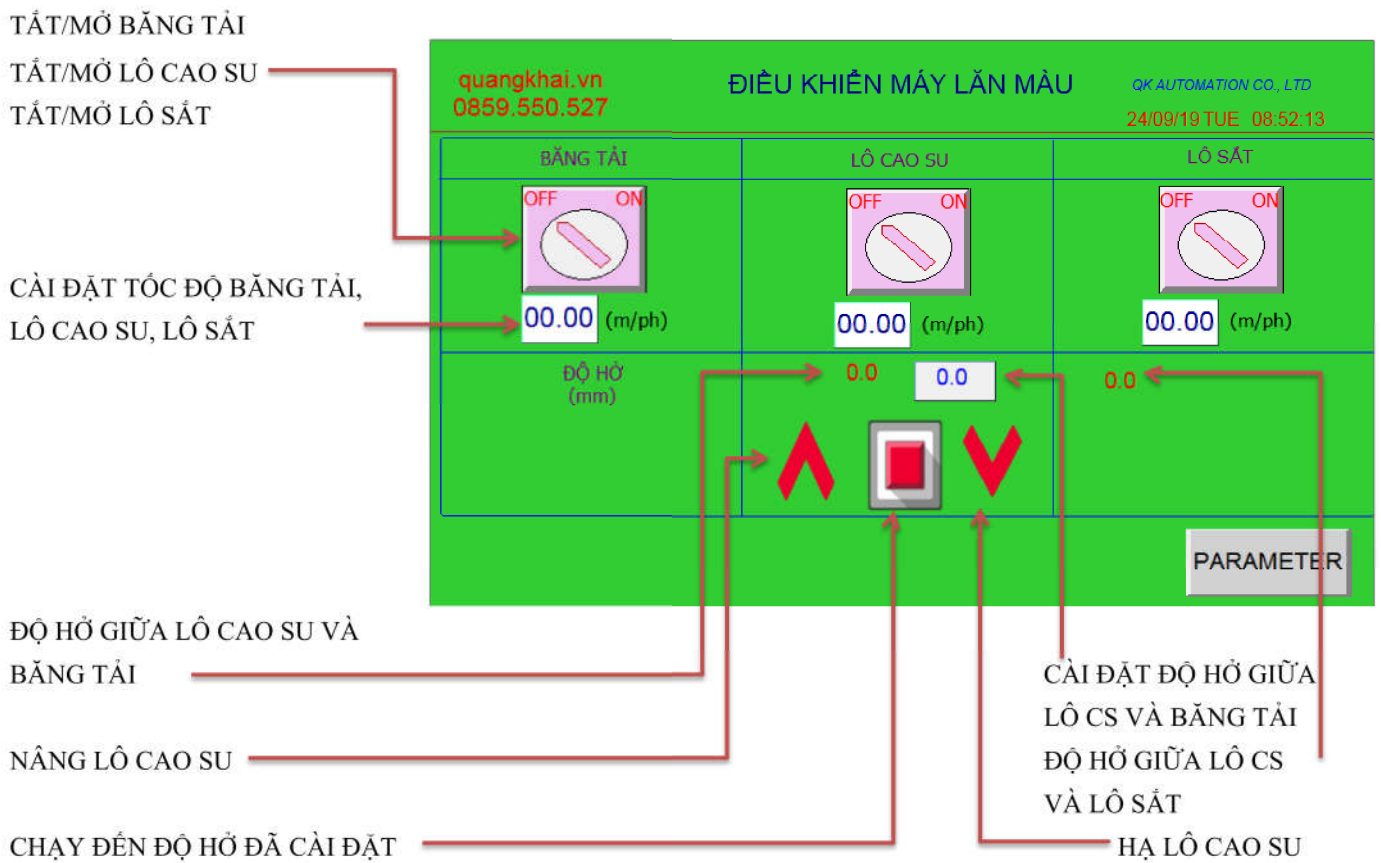 TẮT/MỞ BĂNG TẢI
TẮT/MỞ LÔ CAO SU
TẮT/MỞ LÔ SẮT
CÀI ĐẶT TỐC ĐỘ BĂNG TẢI,
LÔ CAO SU, LÔ SẮT
quangkhai.vn
0859.550.527
ĐIỀU KHIỂN MÁY LĂN MÀU
QK AUTOMATION CO., LTD
24/09/19 TUE 08:52:13
BĂNG TẢI
LÔ CAO SU
LÔ SẮT
OFF ON
OFF ON
OFF ON
00.00 (m/ph)
00.00 (m/ph)
00.00 (m/ph)
ĐỘ HỞ
(mm)
0.0
0.0
0.0
PARAMETER
ĐỘ HỞ GIỮA LÔ CAO SU VÀ
BĂNG TẢI
NÂNG LÔ CAO SU
CHẠY ĐẾN ĐỘ HỞ ĐÃ CÀI ĐẶT
CÀI ĐẶT ĐỘ HỞ GIỮA
LÔ CS VÀ BĂNG TẢI
ĐỘ HỞ GIỮA LÔ CS
VÀ LÔ SẮT
HẠ LÔ CAO SU